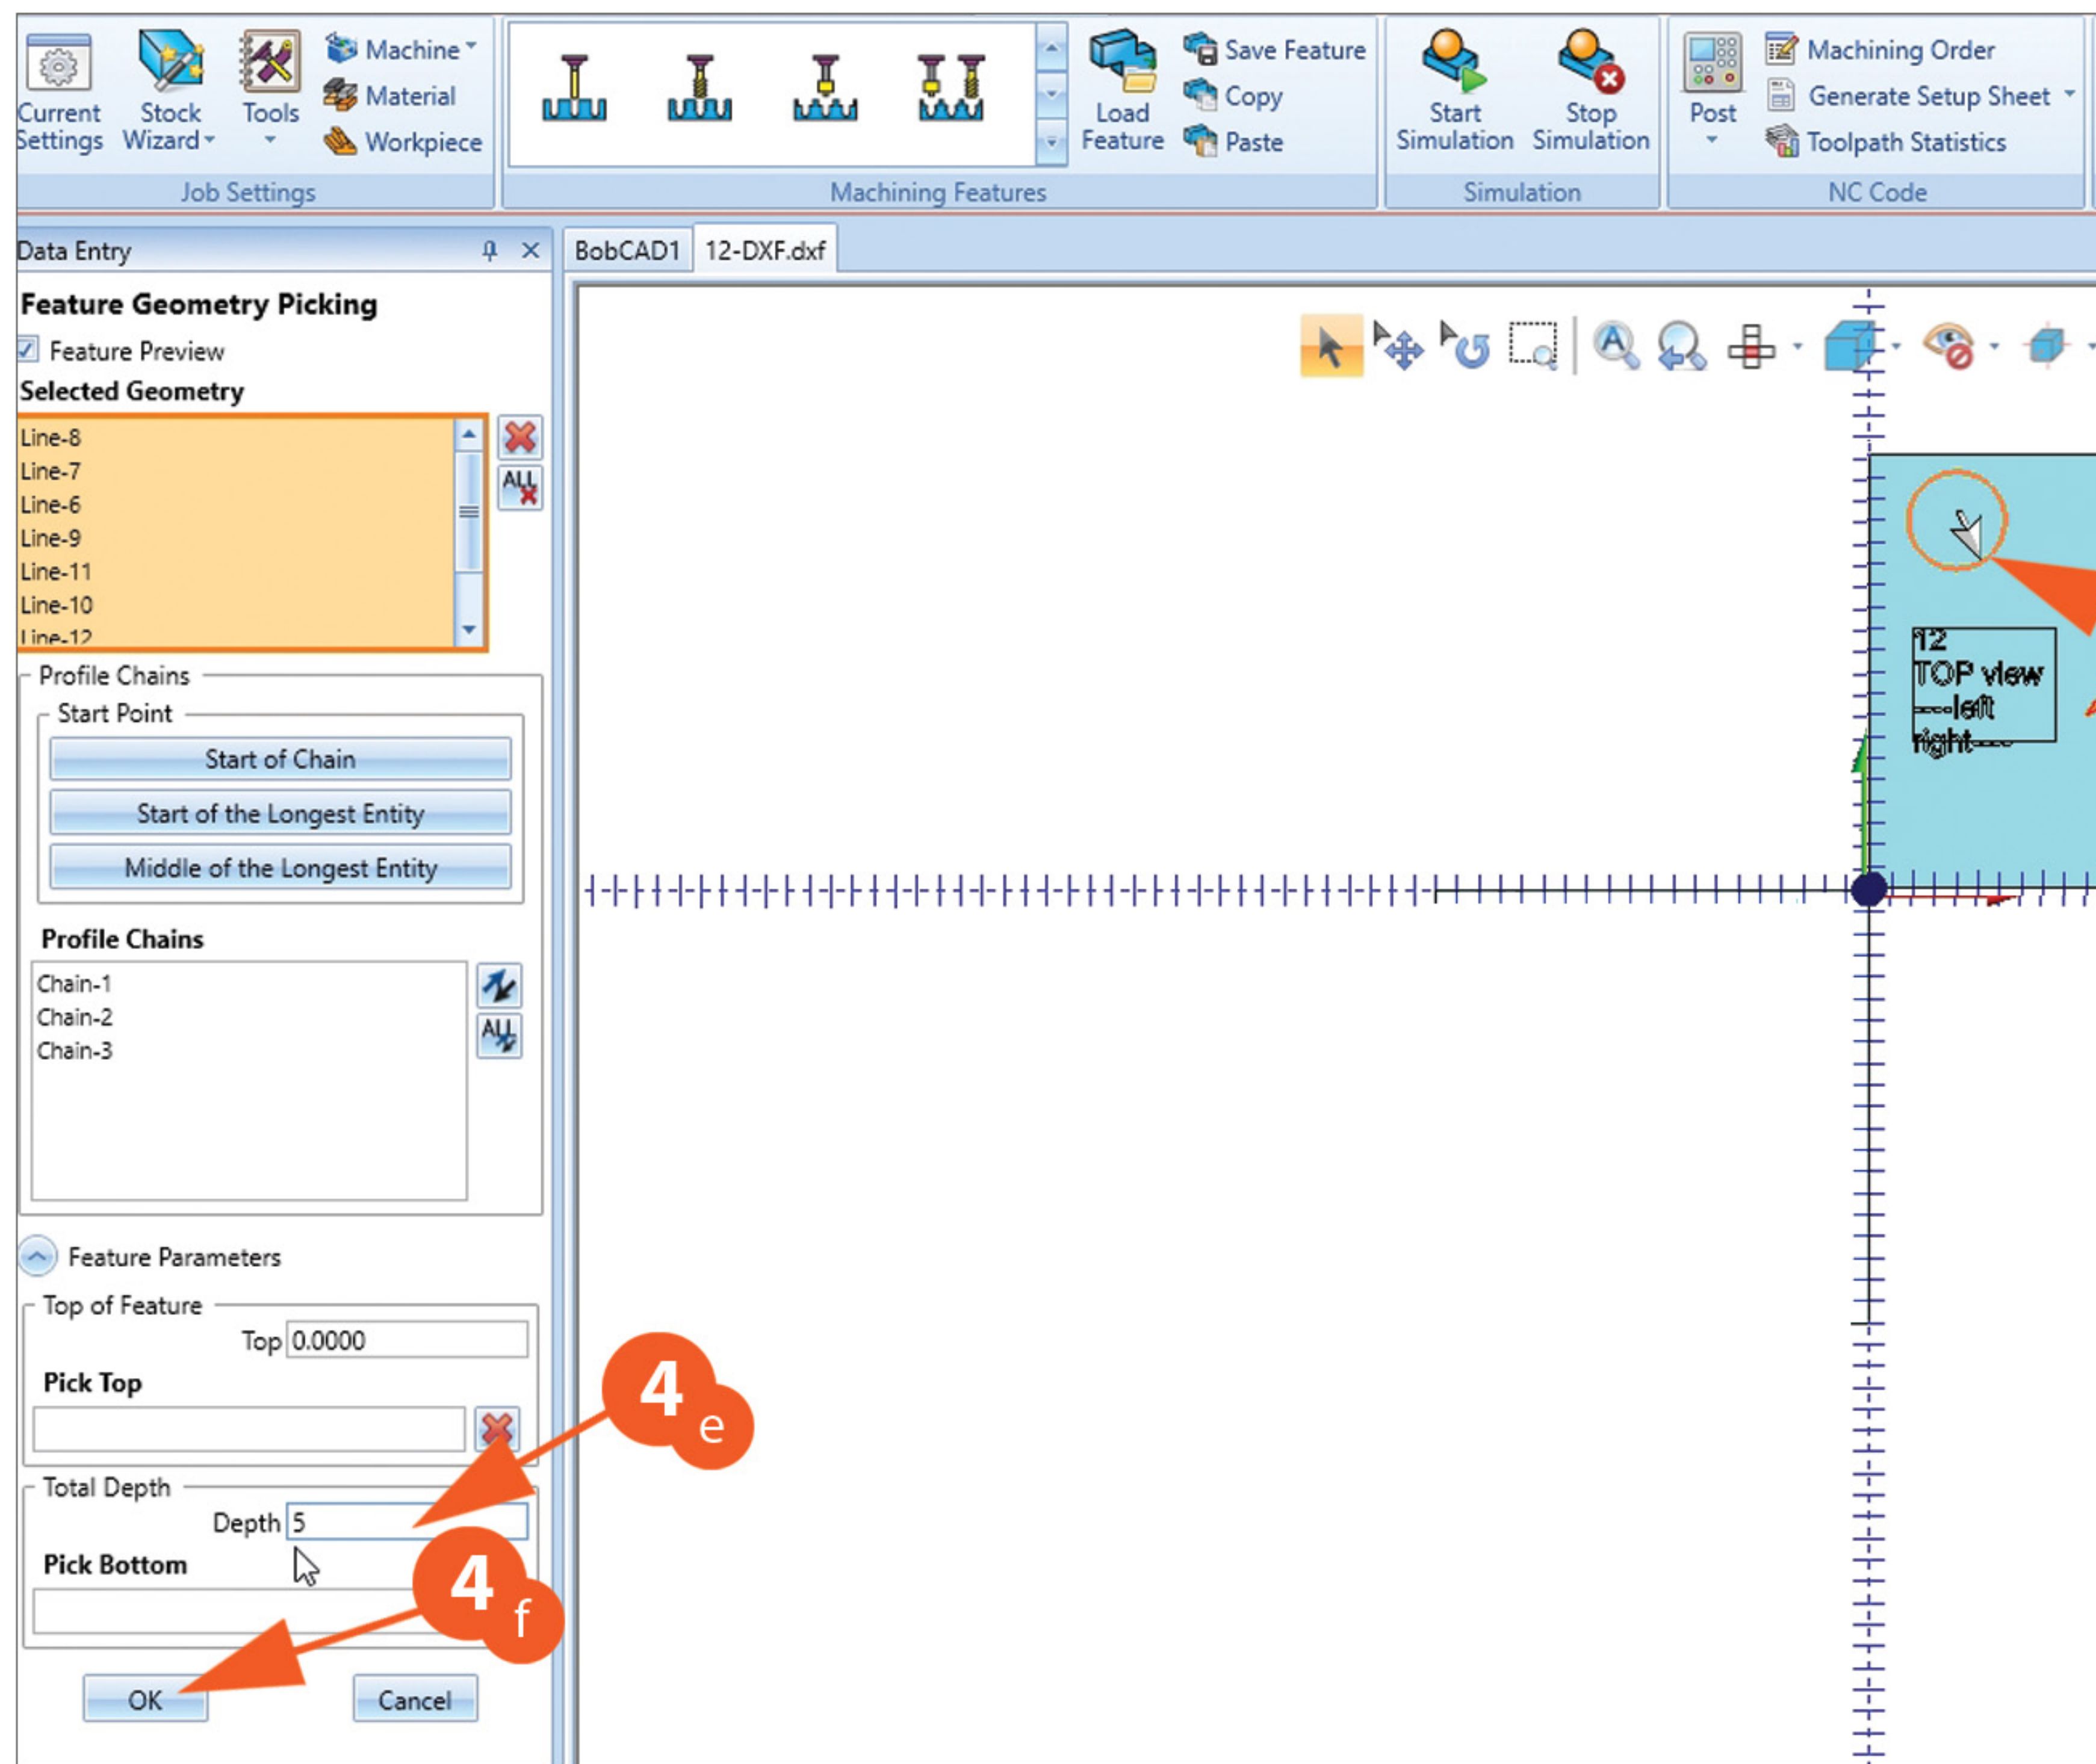 Current
Settings
Stock
Wizard
Tools
Machine
Material
Workpiece
Job Settings
Load
Feature
Save Feature
Copy
Paste
Machining Features
Start
Simulation
Stop
Simulation
Simulation
Post
Machining Order
Generate Setup Sheet
Toolpath Statistics
NC Code
Data Entry
BobCAD1
12-DXF.dxf
Feature Geometry Picking
Feature Preview
Selected Geometry
Line-8
Line-7
Line-6
Line-9
Line-11
Line-10
Line-12
ALL
A
12
TOP view
----left
right----
Profile Chains
Start Point
Start of Chain
Start of the Longest Entity
Middle of the Longest Entity
Profile Chains
Chain-1
Chain-2
Chain-3
ALL
Feature Parameters
Top of Feature
Top 0.0000
Pick Top
4 e
Total Depth
Depth 5
Pick Bottom
4 f
OK
Cancel